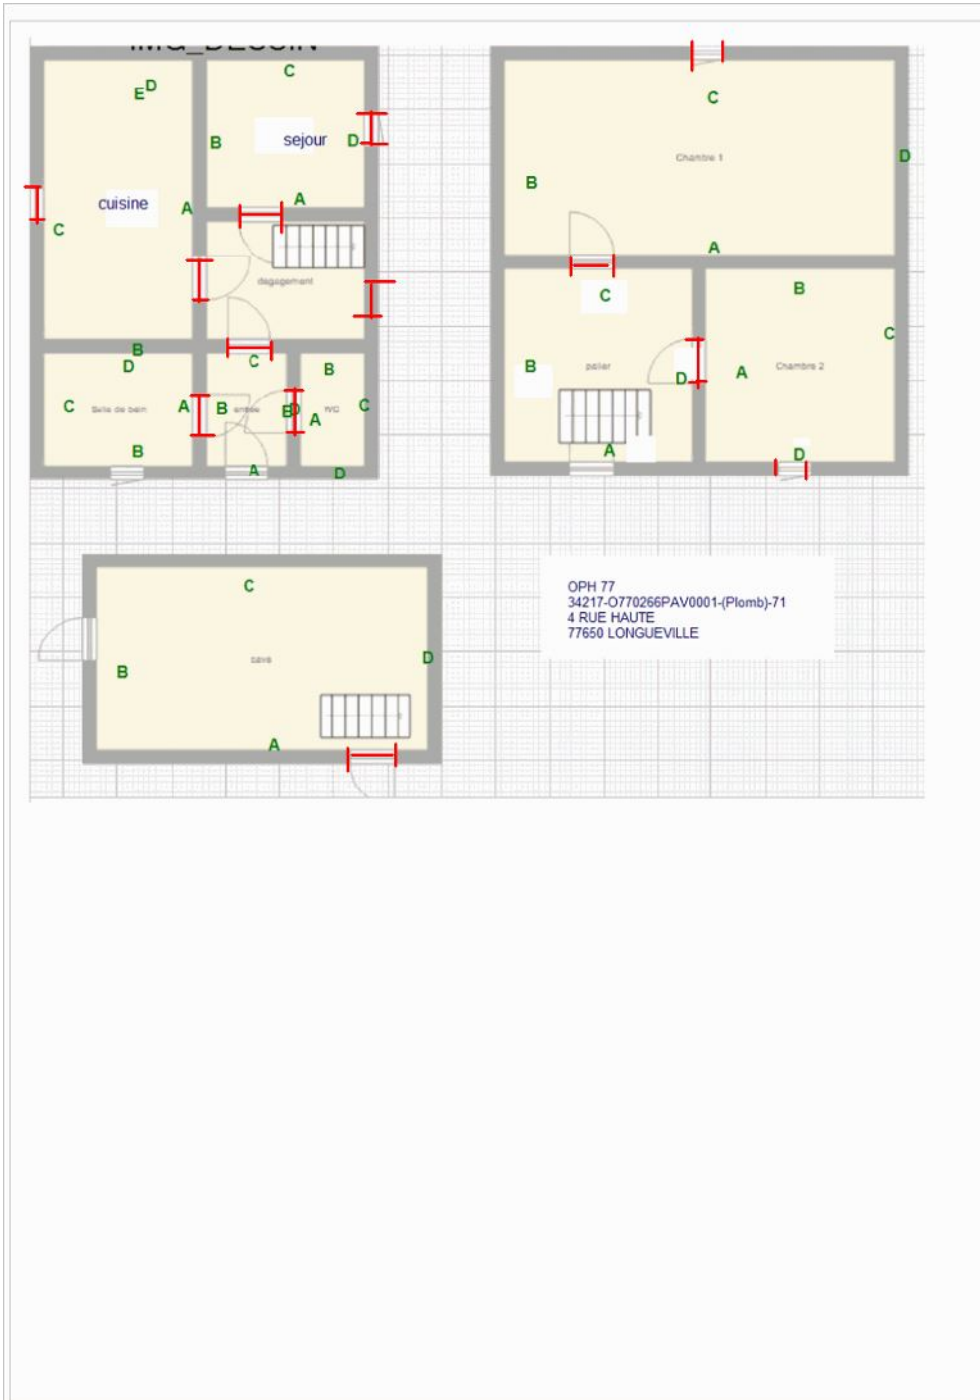 IMG_DESSIN
C
E D
B
sejour
D
A
cuisine
A
C
dégagement
B
D
C
B
C
Salle de bain
A
B
entrée
B
D
A
WC
C
B
A
D
C
Chambre 1
D
B
A
B
C
C
B
palier
D
A
Chambre 2
A
D
C
B
cave
D
A
OPH 77
34217-O770266PAV0001-(Plomb)-71
4 RUE HAUTE
77650 LONGUEVILLE